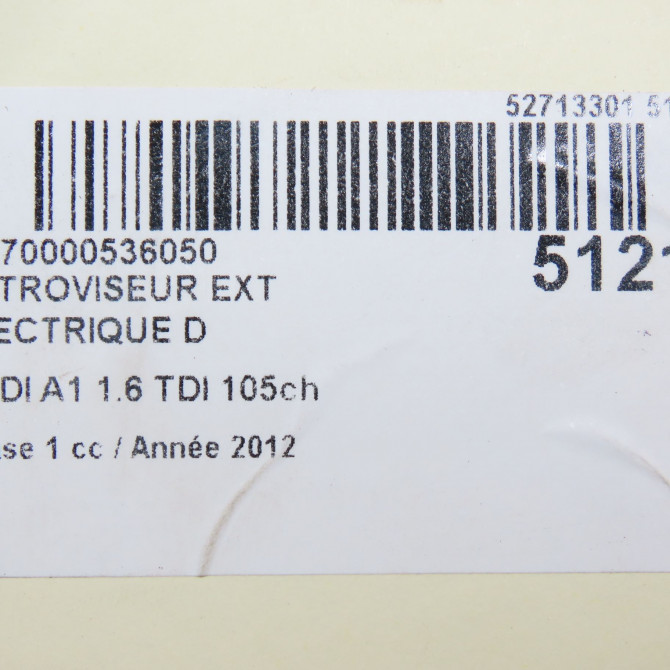 52713301 51
70000536050
5121
TROVISEUR EXT
ECTRIQUE D
DI A1 1.6 TDI 105ch
se 1 cc / Année 2012